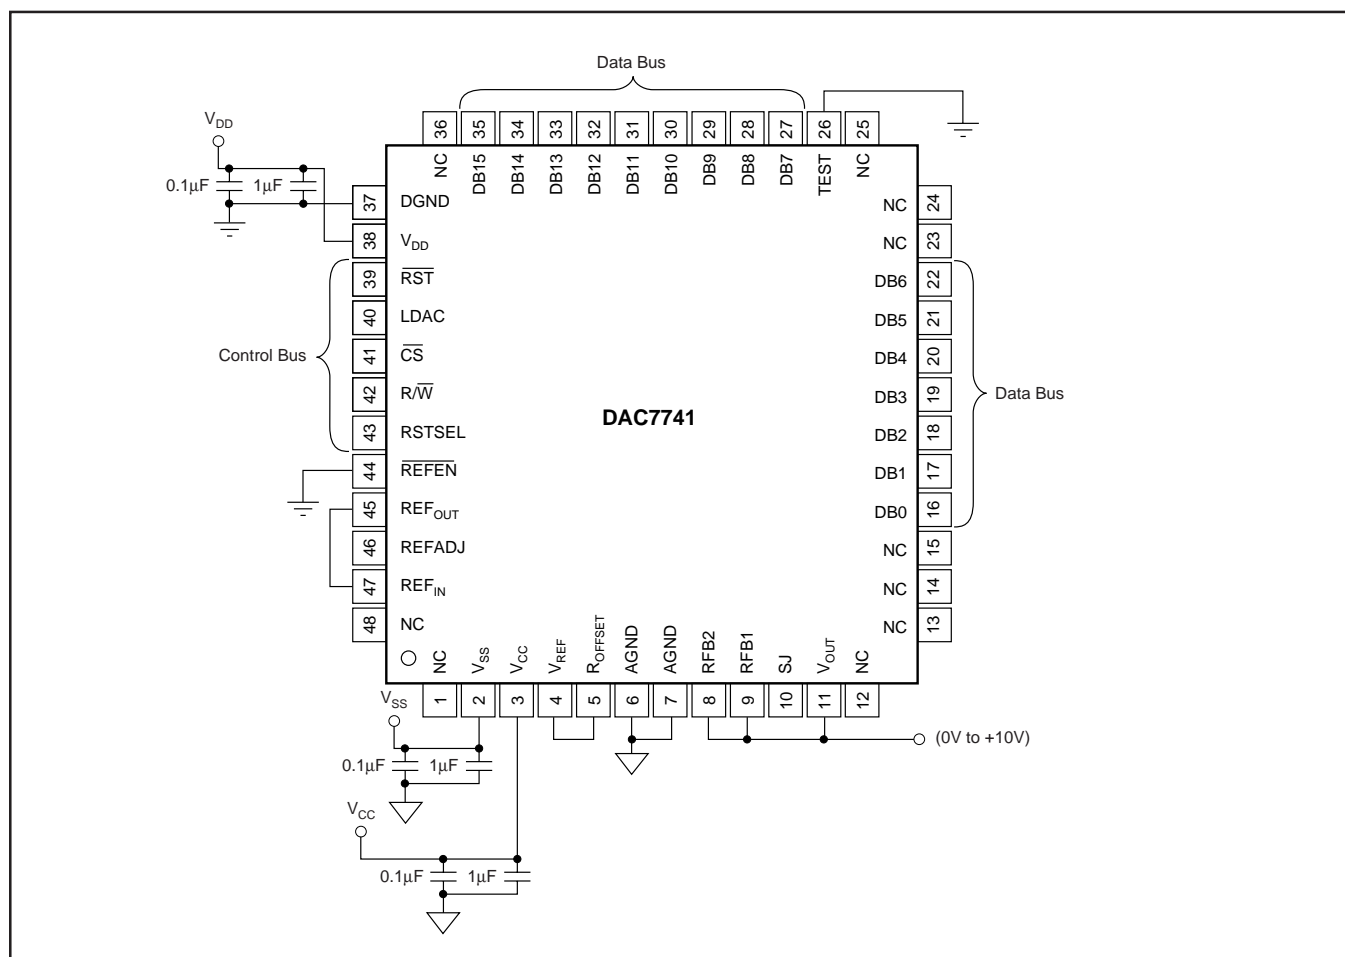 Data Bus
V_DD
0.1µF
1µF
36
35
34
33
32
31
30
29
28
27
26
25
NC
DB15
DB14
DB13
DB12
DB11
DB10
DB9
DB8
DB7
TEST
NC
37 DGND
38 V_DD
39 R̅S̅T̅
40 LDAC
41 C̅S̅
42 R/W̅
43 RSTSEL
44 R̅E̅F̅E̅N̅
45 REF_OUT
46 REFADJ
47 REF_IN
48 NC
Control Bus
DAC7741
NC 24
NC 23
DB6 22
DB5 21
DB4 20
DB3 19
DB2 18
DB1 17
DB0 16
NC 15
NC 14
NC 13
Data Bus
NC
V_SS
V_CC
V_REF
R_OFFSET
AGND
AGND
RFB2
RFB1
SJ
V_OUT
NC
1
2
3
4
5
6
7
8
9
10
11
12
V_SS
0.1µF
1µF
(0V to +10V)
V_CC
0.1µF
1µF